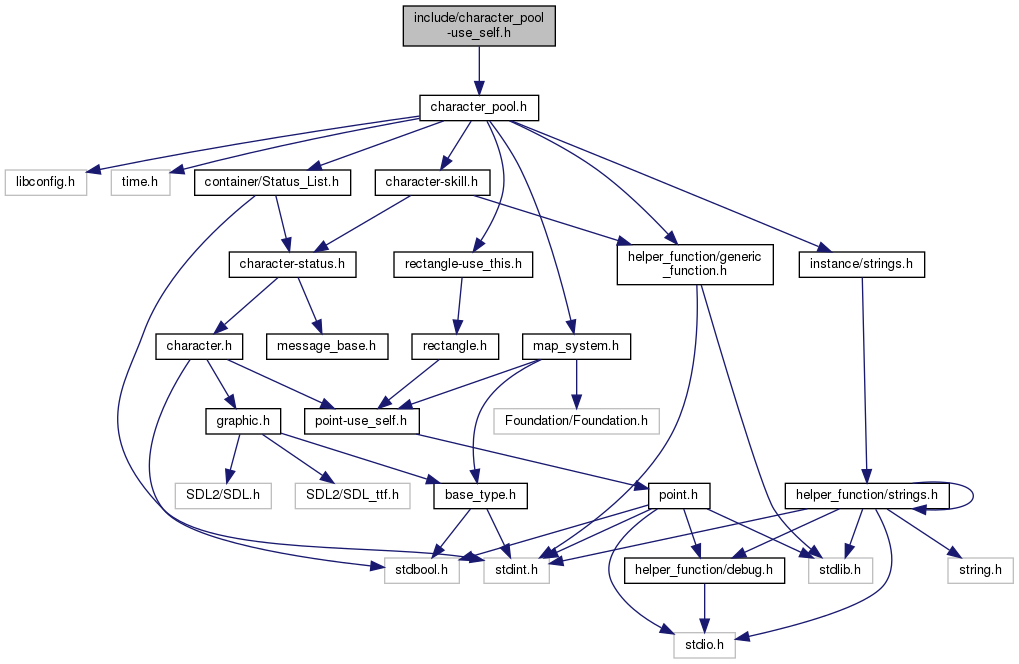 include/character_pool
-use_self.h
character_pool.h
libconfig.h
time.h
container/Status_List.h
character-skill.h
character-status.h
rectangle-use_this.h
helper_function/generic
_function.h
instance/strings.h
character.h
message_base.h
rectangle.h
map_system.h
graphic.h
point-use_self.h
Foundation/Foundation.h
SDL2/SDL.h
SDL2/SDL_ttf.h
base_type.h
point.h
helper_function/strings.h
stdbool.h
stdint.h
helper_function/debug.h
stdlib.h
string.h
stdio.h